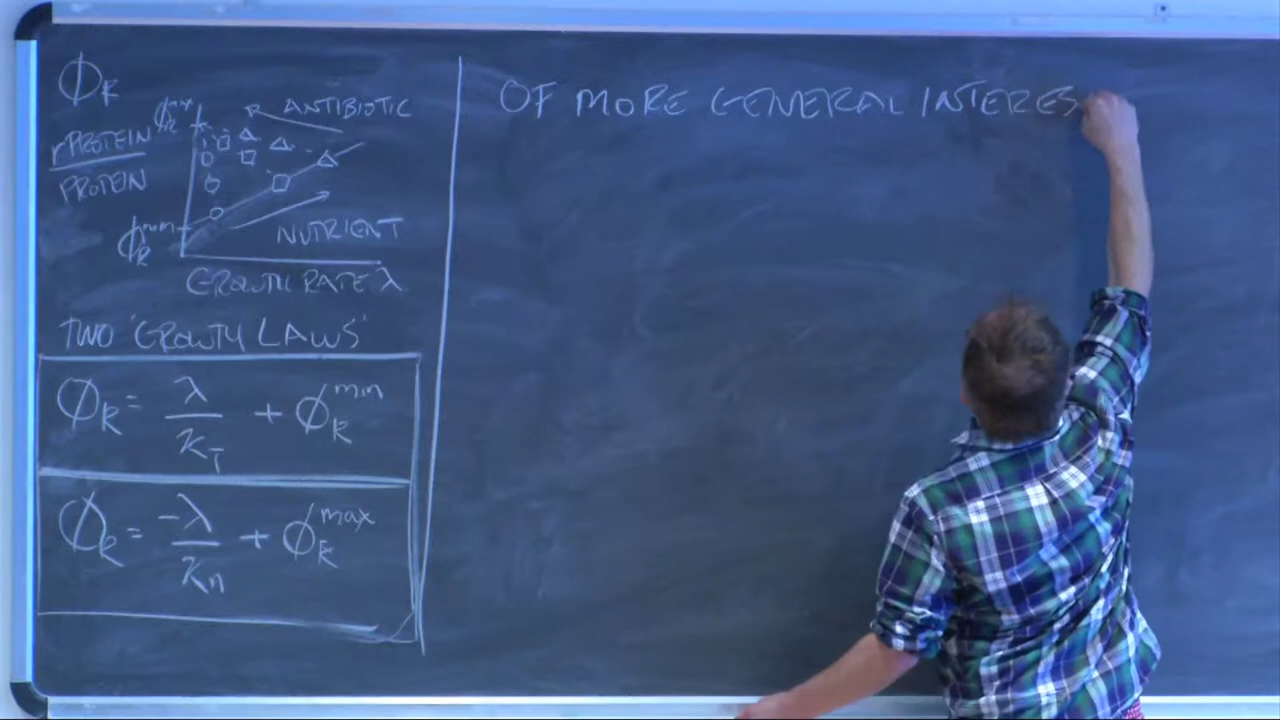 ϕ_R
rPROTEIN
PROTEIN
ϕ_R^max
ANTIBIOTIC
ϕ_R^min
NUTRIENT
GROWTH RATE λ
TWO 'GROWTH LAWS'
ϕ_R = λ/κ_T + ϕ_R^min
ϕ_R = -λ/κ_n + ϕ_R^max
OF MORE GENERAL INTERES